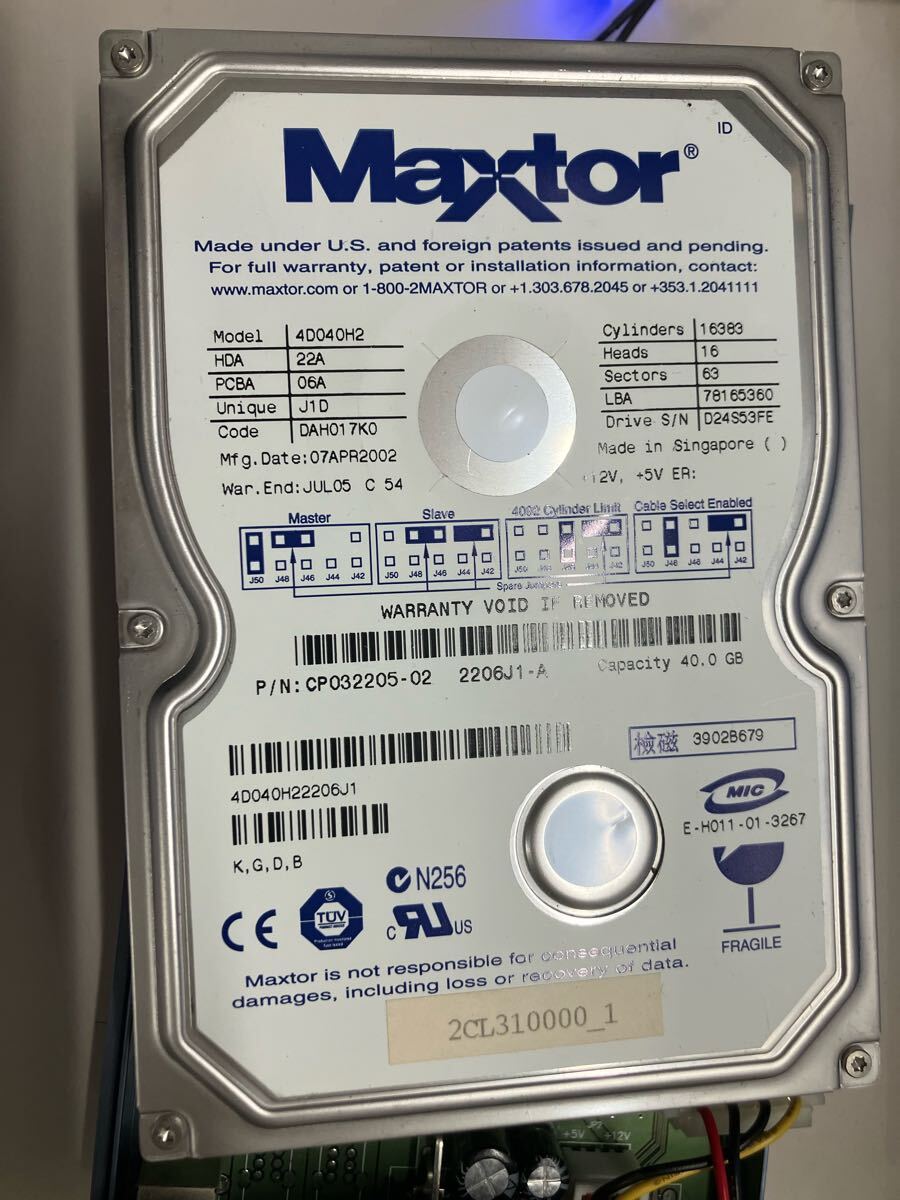 Maxtor®
ID
Made under U.S. and foreign patents issued and pending.
For full warranty, patent or installation information, contact:
www.maxtor.com or 1-800-2MAXTOR or +1.303.678.2045 or +353.1.2041111
Model 4D040H2
HDA 22A
PCBA 06A
Unique J1D
Code DAH017K0
Mfg.Date:07APR2002
War.End:JUL05 C 54
Cylinders 16383
Heads 16
Sectors 63
LBA 78165360
Drive S/N D24S53FE
Made in Singapore ( )
+12V, +5V ER:
Master
Slave
4092 Cylinder Limit
Cable Select Enabled
J50 J48 J46 J44 J42
J50 J48 J46 J44 J42
J50 J42
J50 J48 J46 J44 J42
Spare Jumpers
WARRANTY VOID IF REMOVED
P/N:CP032205-02 2206J1-A Capacity 40.0 GB
檢磁 3902B679
4D040H22206J1
MIC
E-H011-01-3267
K,G,D,B
N256
CE
TÜV
C RU US
FRAGILE
Maxtor is not responsible for consequential
damages, including loss or recovery of data.
2CL310000_1
+5V +12V